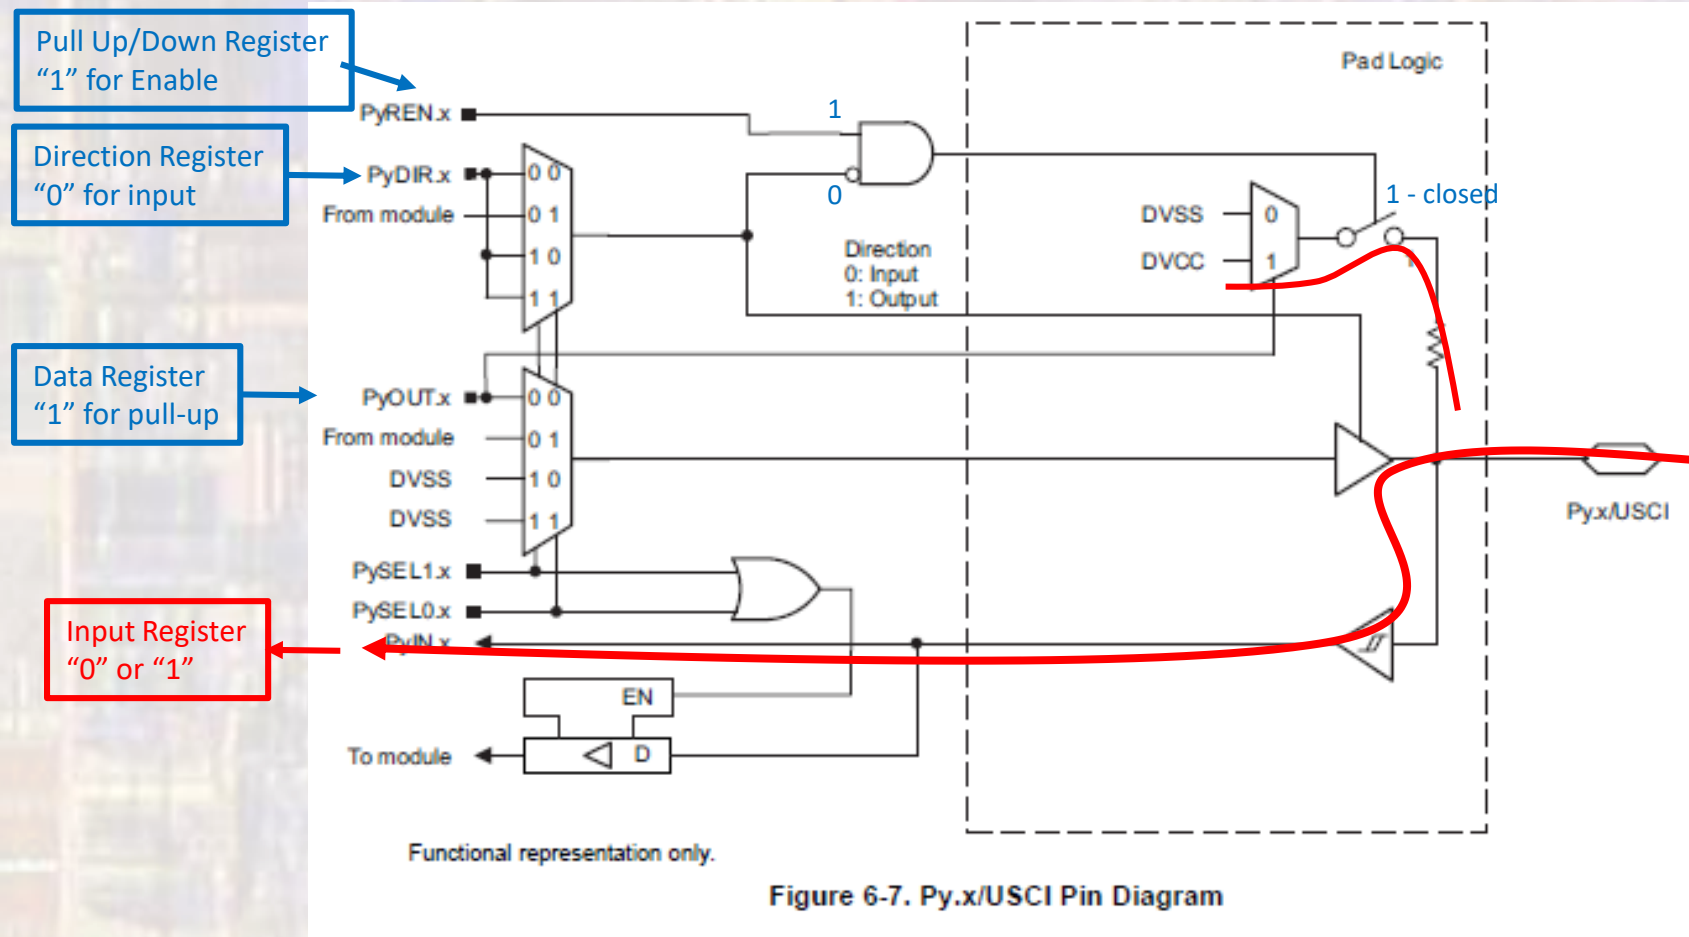 Pull Up/Down Register
“1” for Enable
Pad Logic
PyREN.x
1
Direction Register
“0” for input
PyDIR.x
0 0
0
1 - closed
From module
0 1
DVSS
0
1 0
Direction
0: Input
1: Output
DVCC
1
1 1
Data Register
“1” for pull-up
PyOUT.x
0 0
From module
0 1
DVSS
1 0
DVSS
1 1
Py.x/USCI
PySEL1.x
PySEL0.x
Input Register
“0” or “1”
PyIN.x
EN
To module
D
Functional representation only.
Figure 6-7. Py.x/USCI Pin Diagram